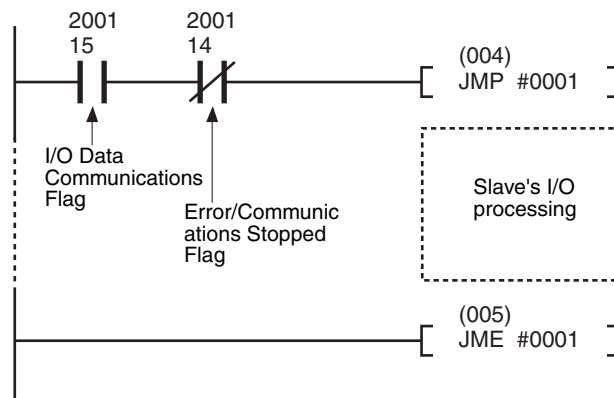 2001
15
2001
14
(004)
JMP #0001
I/O Data
Communications
Flag
Error/Communic
ations Stopped
Flag
Slave's I/O
processing
(005)
JME #0001